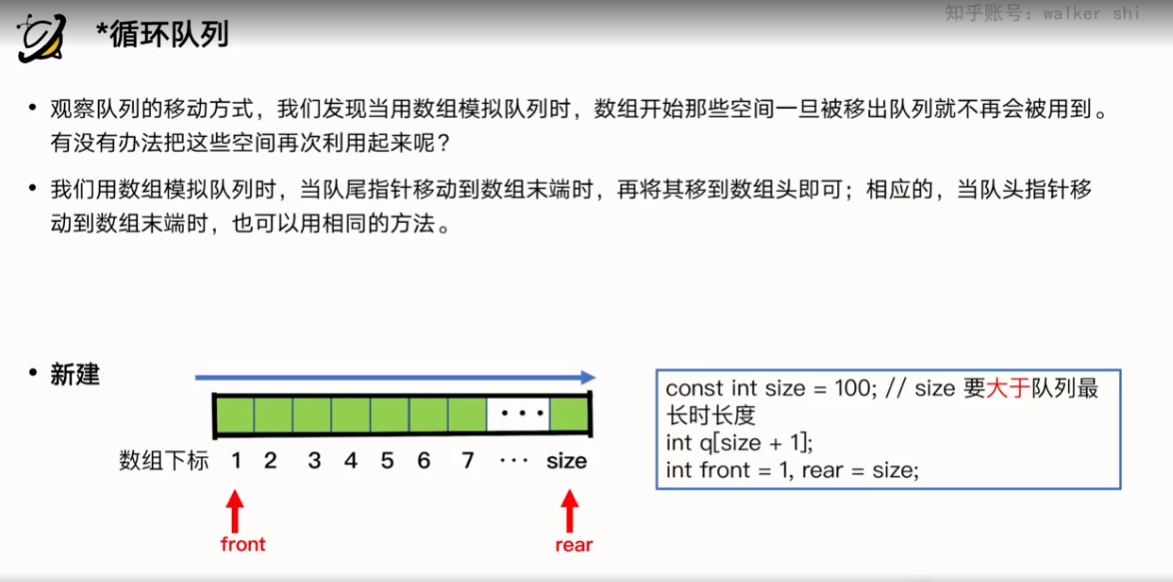 知乎账号：walker shi
*循环队列
• 观察队列的移动方式，我们发现当用数组模拟队列时，数组开始那些空间一旦被移出队列就不再会被用到。
有没有办法把这些空间再次利用起来呢？
• 我们用数组模拟队列时，当队尾指针移动到数组末端时，再将其移到数组头即可；相应的，当队头指针移
动到数组末端时，也可以用相同的方法。
• 新建
···
数组下标 1 2 3 4 5 6 7 ··· size
front
rear
const int size = 100; // size 要大于队列最
长时长度
int q[size + 1];
int front = 1, rear = size;